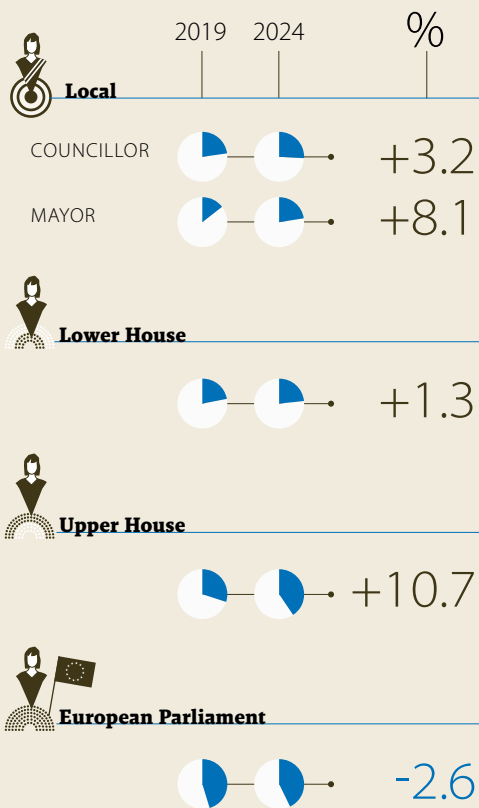 2019 2024 %
Local
COUNCILLOR +3.2
MAYOR +8.1
Lower House
+1.3
Upper House
+10.7
European Parliament
-2.6